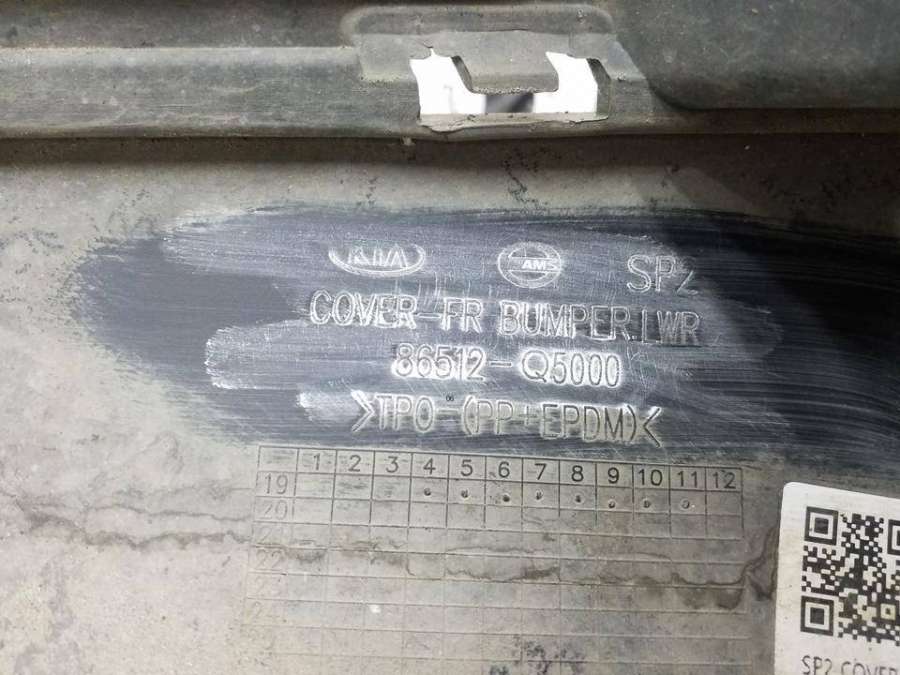 KIA AMS SP2
COVER-FR BUMPER.LWR
86512-Q5000
>TPO-(PP+EPDM)<
1 2 3 4 5 6 7 8 9 10 11 12
19
20
22
SP2 COVER